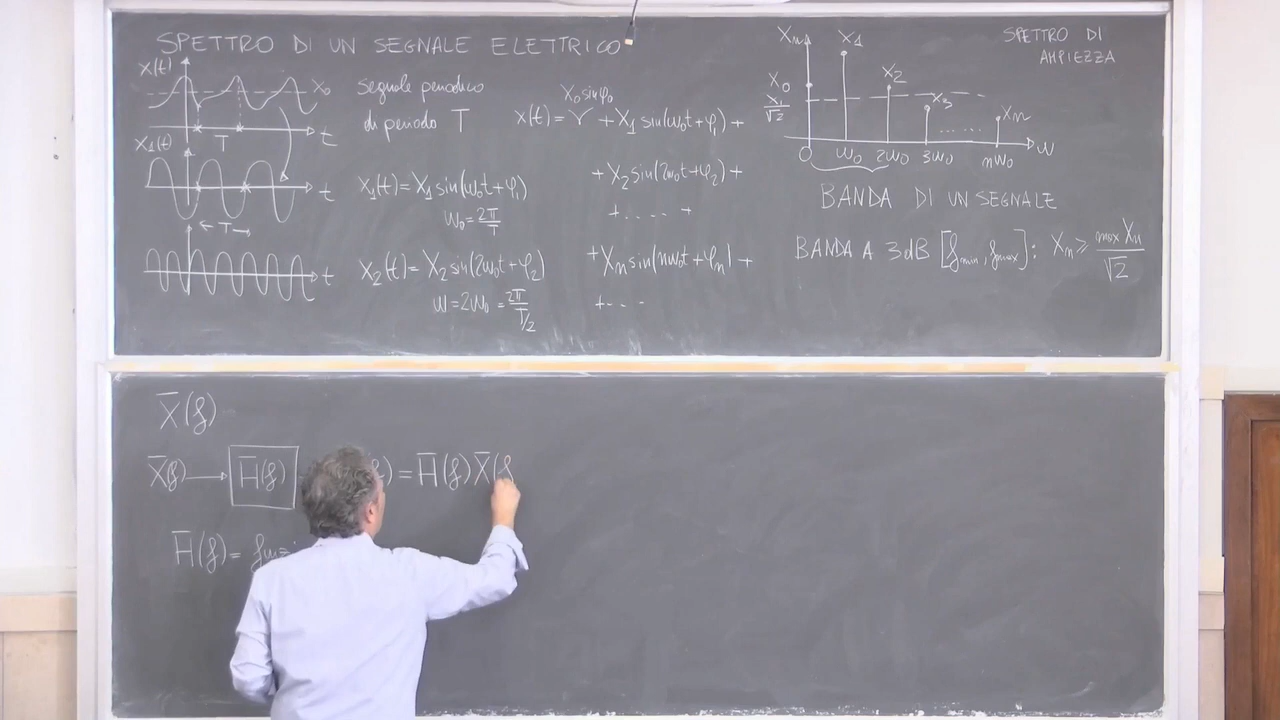 SPETTRO DI UN SEGNALE ELETTRICO
X(t)
X₀
T
t
segnale periodico
di periodo T
X₀ sinφ₀
x(t) = + X₁ sin(ω₀t+φ₁) +
+ X₂ sin(2ω₀t+φ₂) +
+ .... +
+ Xₙ sin(nω₀t+φₙ) +
+ ...
X₁(t)
t
← T →
X₁(t) = X₁ sin(ω₀t+φ₁)
ω₀ = 2π/T
t
X₂(t) = X₂ sin(2ω₀t+φ₂)
ω = 2ω₀ = 2π/T/2
Xₙ
X₁
SPETTRO DI
AMPIEZZA
X₀
X₁/√2
X₂
X₃
......
Xₙ
0 ω₀ 2ω₀ 3ω₀ nω₀ ω
BANDA DI UN SEGNALE
BANDA A 3dB [fmin, fmax]: Xₙ ⩾ max Xₙ/√2
X̅(f)
X̅(f) → H̅(f) ) = H̅(f) X̅(f
H̅(f) =